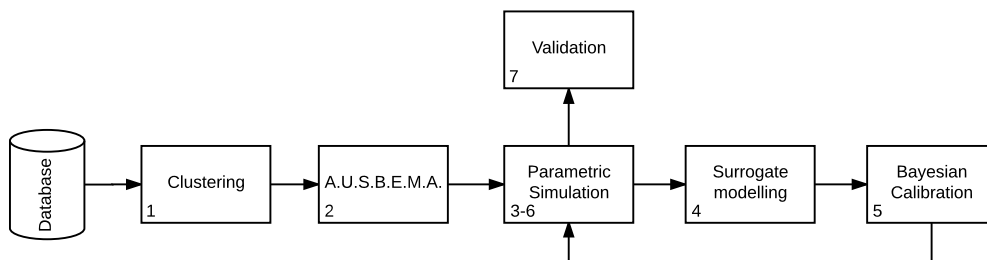 Validation
7
Database
Clustering
1
A.U.S.B.E.M.A.
2
Parametric
Simulation
3-6
Surrogate
modelling
4
Bayesian
Calibration
5